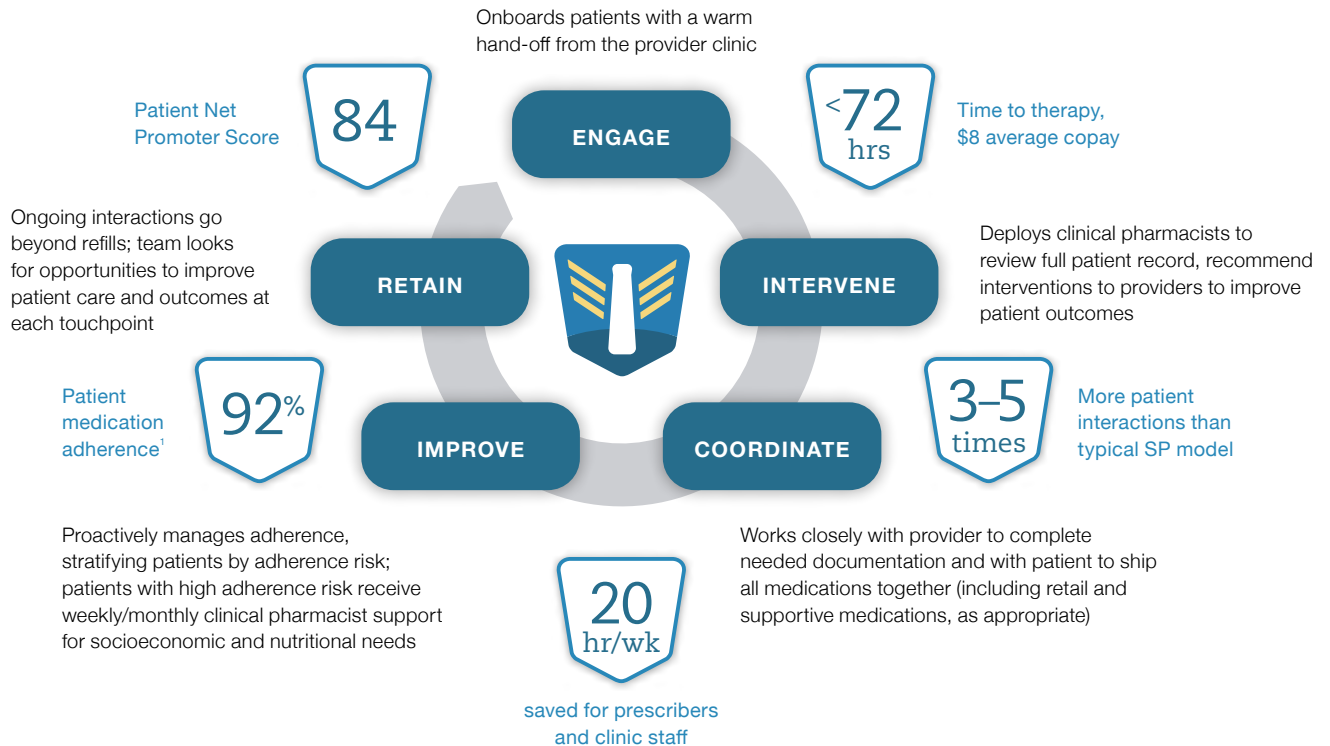 Onboards patients with a warm
hand-off from the provider clinic
Patient Net
Promoter Score
84
ENGAGE
<72
hrs
Time to therapy,
$8 average copay
Ongoing interactions go
beyond refills; team looks
for opportunities to improve
patient care and outcomes at
each touchpoint
RETAIN
INTERVENE
Deploys clinical pharmacists to
review full patient record, recommend
interventions to providers to improve
patient outcomes
Patient
medication
adherence¹
92%
IMPROVE
COORDINATE
3–5
times
More patient
interactions than
typical SP model
Proactively manages adherence,
stratifying patients by adherence risk;
patients with high adherence risk receive
weekly/monthly clinical pharmacist support
for socioeconomic and nutritional needs
20
hr/wk
saved for prescribers
and clinic staff
Works closely with provider to complete
needed documentation and with patient to ship
all medications together (including retail and
supportive medications, as appropriate)